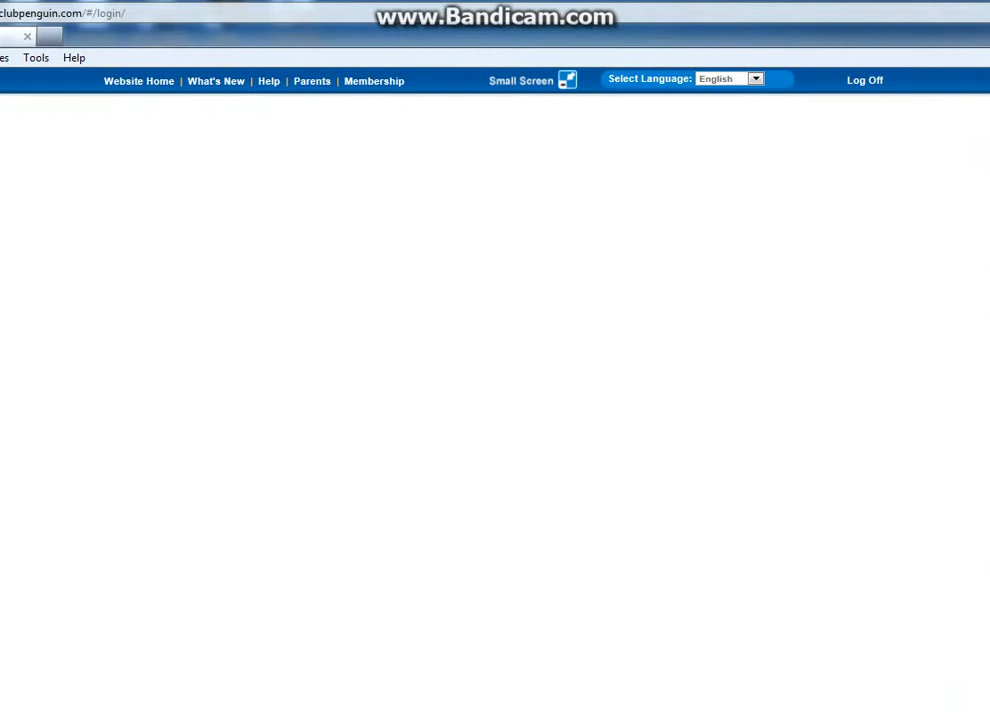 clubpenguin.com/#/login/
www.Bandicam.com
es Tools Help
Website Home | What's New | Help | Parents | Membership Small Screen Select Language: English Log Off